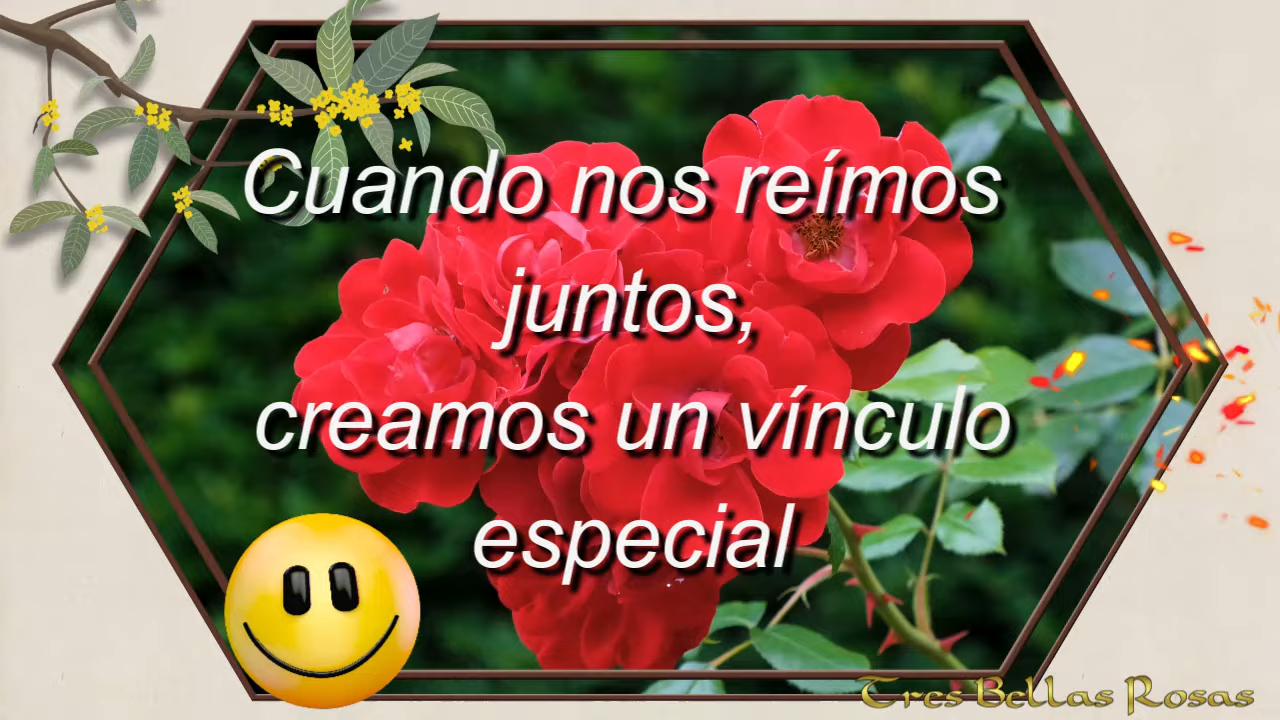 Cuando nos reímos
juntos,
creamos un vínculo
especial
Tres Bellas Rosas